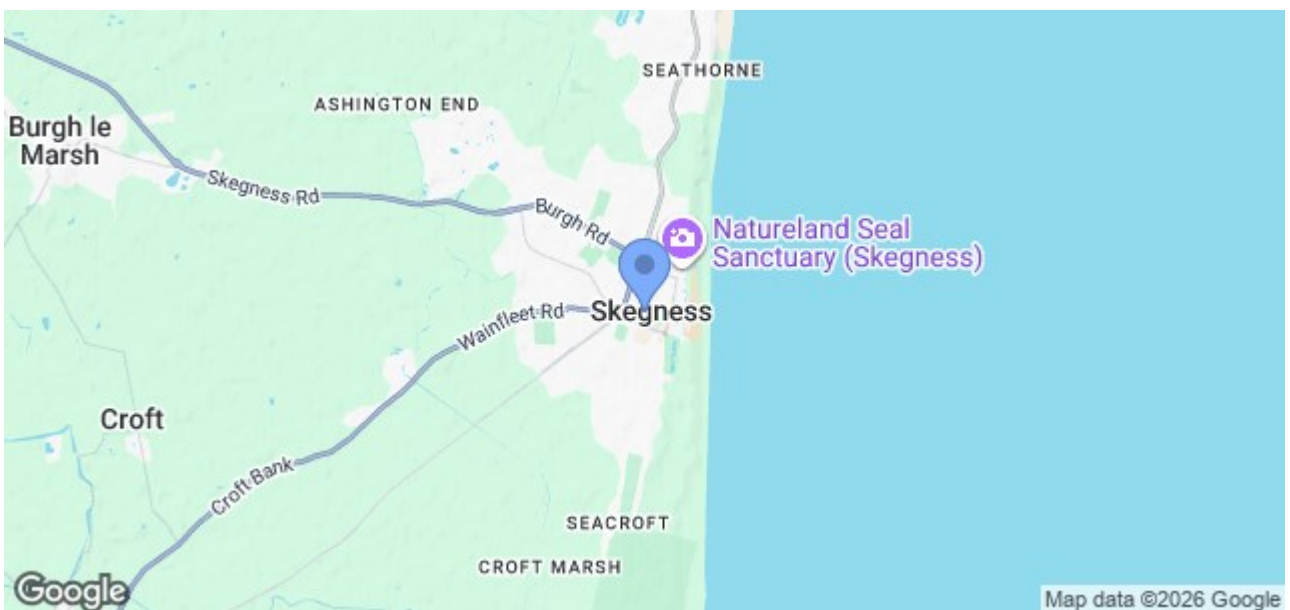 SEATHORNE
ASHINGTON END
Burgh le
Marsh
Skegness Rd
Burgh Rd
Natureland Seal
Sanctuary (Skegness)
Skegness
Wainfleet Rd
Croft
Croft Bank
SEACROFT
CROFT MARSH
Google
Map data ©2026 Google